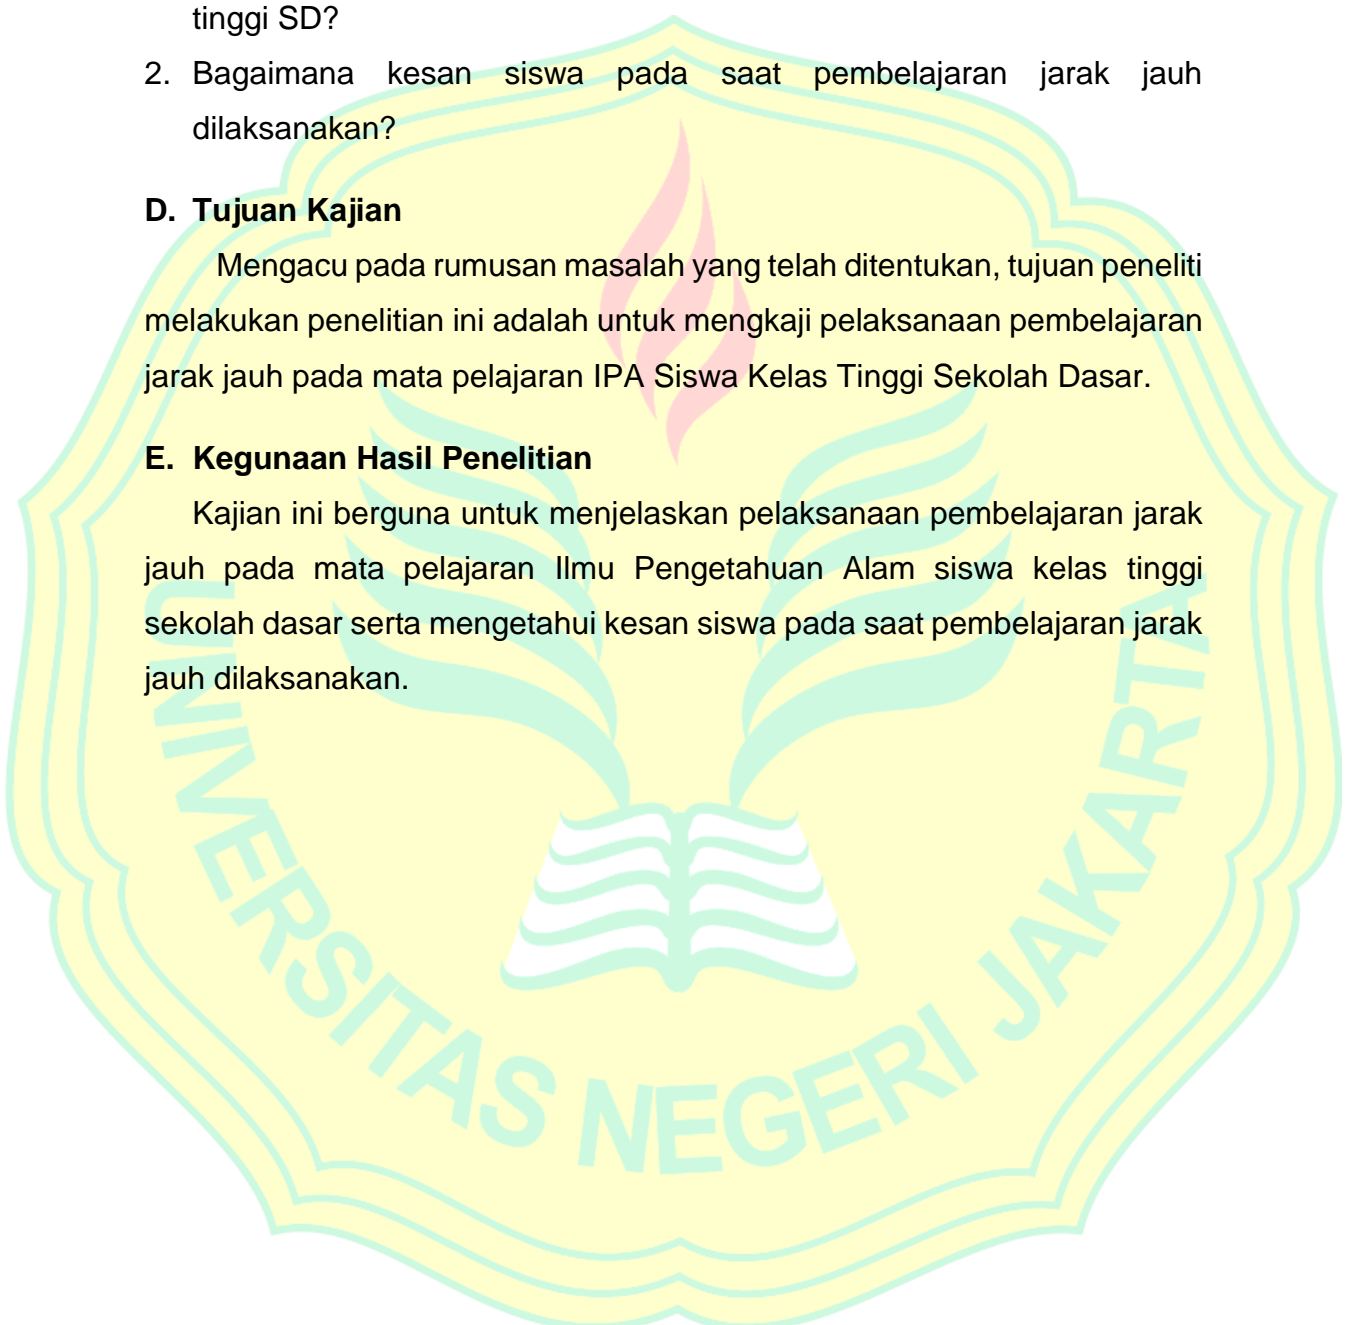 tinggi SD?
2. Bagaimana kesan siswa pada saat pembelajaran jarak jauh
dilaksanakan?
D. Tujuan Kajian
Mengacu pada rumusan masalah yang telah ditentukan, tujuan peneliti
melakukan penelitian ini adalah untuk mengkaji pelaksanaan pembelajaran
jarak jauh pada mata pelajaran IPA Siswa Kelas Tinggi Sekolah Dasar.
E. Kegunaan Hasil Penelitian
Kajian ini berguna untuk menjelaskan pelaksanaan pembelajaran jarak
jauh pada mata pelajaran Ilmu Pengetahuan Alam siswa kelas tinggi
sekolah dasar serta mengetahui kesan siswa pada saat pembelajaran jarak
jauh dilaksanakan.
UNIVERSITAS NEGERI JAKARTA